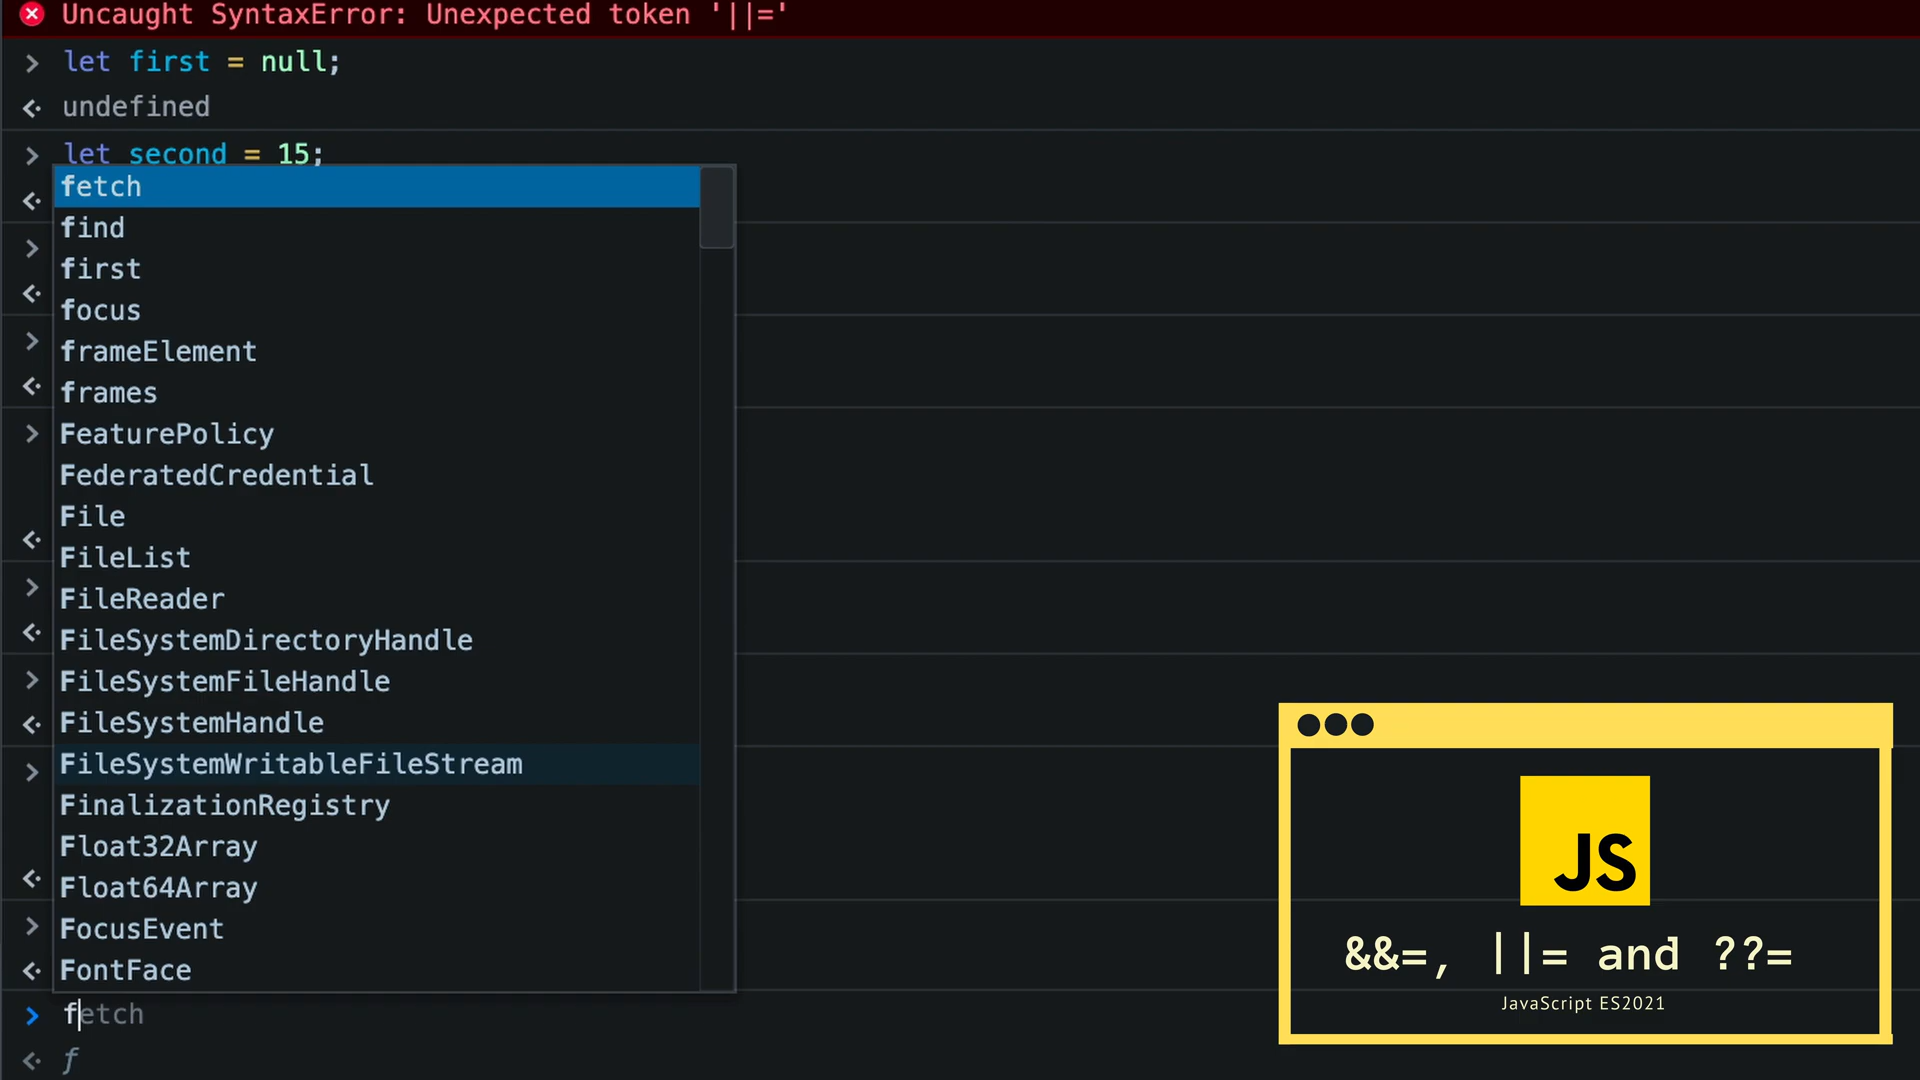 Uncaught SyntaxError: Unexpected token '||='
let first = null;
undefined
let second = 15;
fetch
find
first
focus
frameElement
frames
FeaturePolicy
FederatedCredential
File
FileList
FileReader
FileSystemDirectoryHandle
FileSystemFileHandle
FileSystemHandle
FileSystemWritableFileStream
FinalizationRegistry
Float32Array
Float64Array
FocusEvent
FontFace
fetch
f
JS
&&=, ||= and ??=
JavaScript ES2021